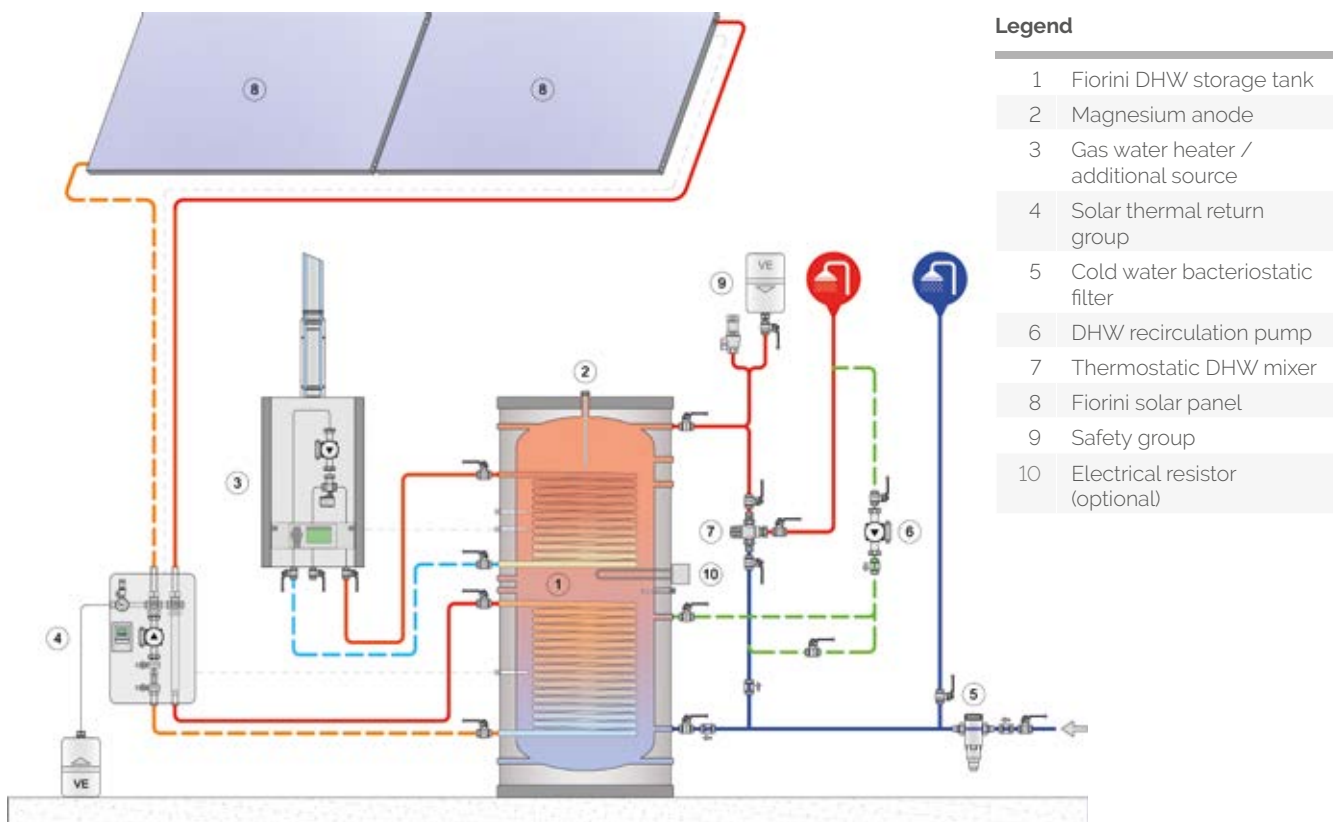 8
8
VE
9
2
3
7
6
1
10
4
5
VE
Legend
1 Fiorini DHW storage tank
2 Magnesium anode
3 Gas water heater /
additional source
4 Solar thermal return
group
5 Cold water bacteriostatic
filter
6 DHW recirculation pump
7 Thermostatic DHW mixer
8 Fiorini solar panel
9 Safety group
10 Electrical resistor
(optional)